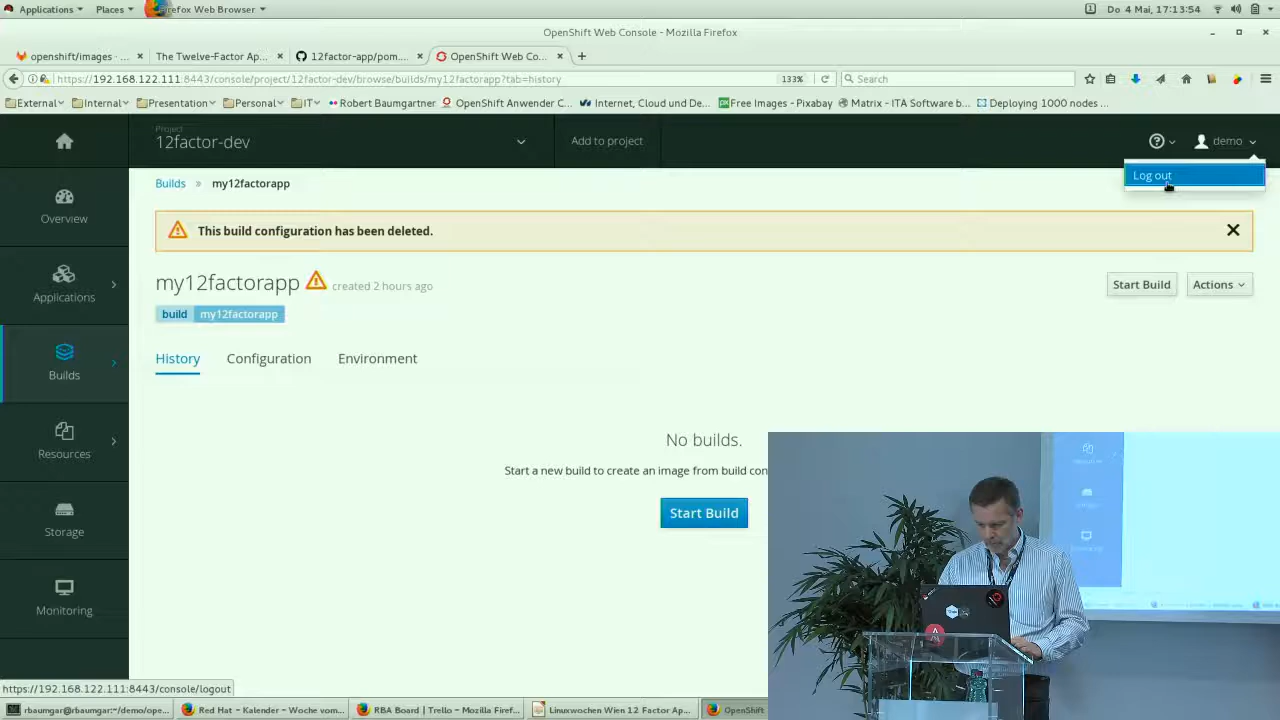 Applications Places Firefox Web Browser 1 Do 4 Mai, 17:13:54
OpenShift Web Console - Mozilla Firefox
openshift/images · ... × The Twelve-Factor Ap... × 12factor-app/pom.... × OpenShift Web Co... × +
https://192.168.122.111:8443/console/project/12factor-dev/browse/builds/my12factorapp?tab=history 133% Search
External Internal Presentation Personal IT Robert Baumgartner OpenShift Anwender C... Internet, Cloud und De... Free Images - Pixabay Matrix - ITA Software b... Deploying 1000 nodes ...
Project
12factor-dev
Add to project
demo
Log out
Overview
Applications
Builds
Resources
Storage
Monitoring
Builds » my12factorapp
This build configuration has been deleted.
my12factorapp created 2 hours ago
Start Build Actions
build my12factorapp
History Configuration Environment
No builds.
Start a new build to create an image from build con
Start Build
https://192.168.122.111:8443/console/logout
rbaumgar@rbaumgar:~/demo/ope... Red Hat - Kalender - Woche vom... RBA Board | Trello - Mozilla Firef... Linuxwochen Wien 12 Factor Ap... OpenShift